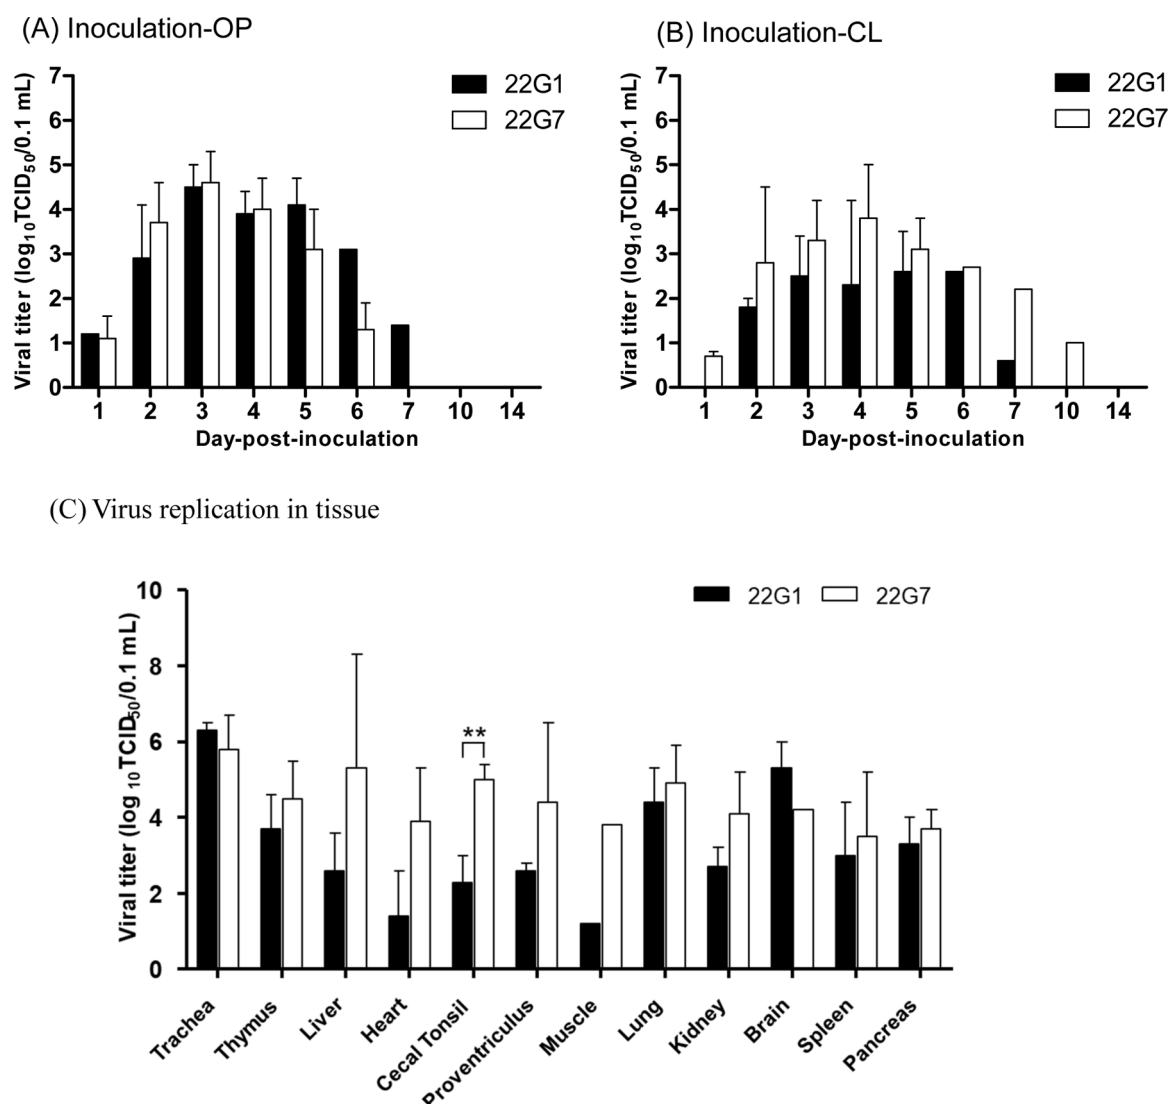 (A) Inoculation-OP
Viral titer (log10TCID50/0.1 mL)
7
6
5
4
3
2
1
0
22G1
22G7
1 2 3 4 5 6 7 10 14
Day-post-inoculation
(B) Inoculation-CL
Viral titer (log10TCID50/0.1 mL)
7
6
5
4
3
2
1
0
22G1
22G7
1 2 3 4 5 6 7 10 14
Day-post-inoculation
(C) Virus replication in tissue
Viral titer (log 10 TCID50/0.1 mL)
10
8
6
4
2
0
22G1 22G7
**
Trachea
Thymus
Liver
Heart
Cecal Tonsil
Proventriculus
Muscle
Lung
Kidney
Brain
Spleen
Pancreas